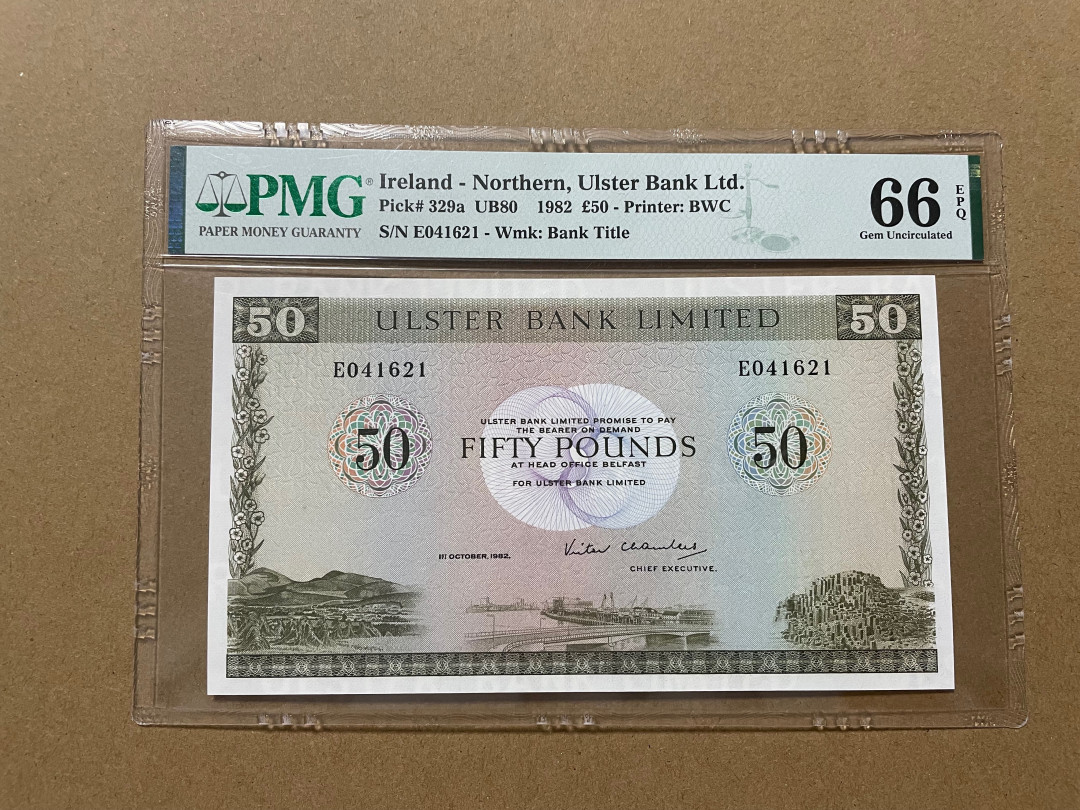 PMG®
PAPER MONEY GUARANTY
Ireland - Northern, Ulster Bank Ltd.
Pick# 329a UB80 1982 £50 - Printer: BWC
S/N E041621 - Wmk: Bank Title
66
Gem Uncirculated
EPQ
50 ULSTER BANK LIMITED 50
E041621 E041621
ULSTER BANK LIMITED PROMISE TO PAY
THE BEARER ON DEMAND
50 FIFTY POUNDS 50
AT HEAD OFFICE BELFAST
FOR ULSTER BANK LIMITED
1ST OCTOBER, 1982. Victor Chambers
CHIEF EXECUTIVE.